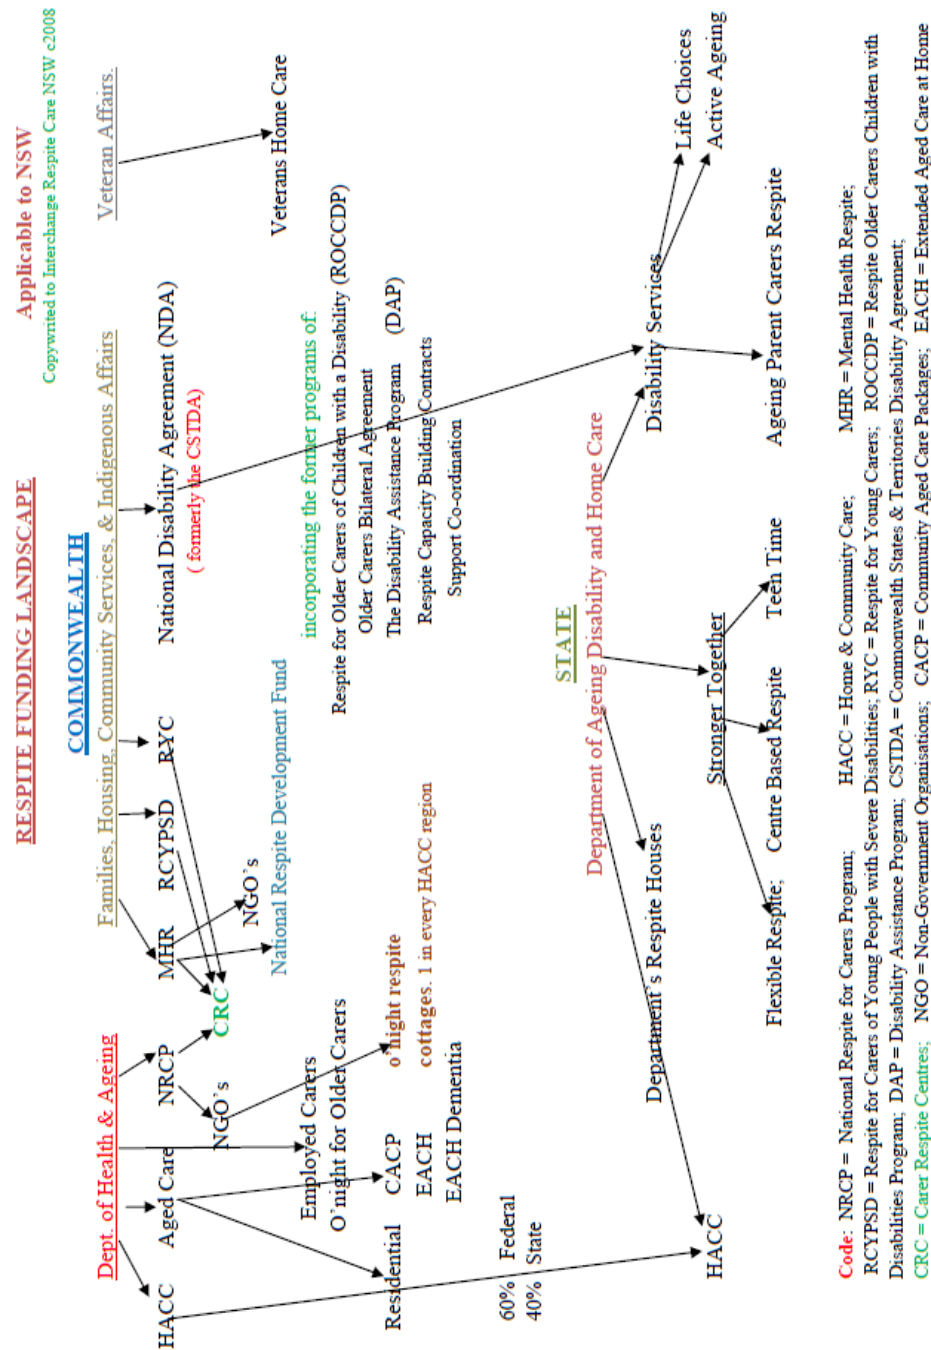 RESPITE FUNDING LANDSCAPE Applicable to NSW
Copywrited to Interchange Respite Care NSW c2008
COMMONWEALTH
Dept. of Health & Ageing Families, Housing, Community Services, & Indigenous Affairs Veteran Affairs.
HACC Aged Care NRCP MHR RCYPSD RYC National Disability Agreement (NDA)
( formerly the CSTDA)
NGO's CRC NGO's
National Respite Development Fund Veterans Home Care
Employed Carers incorporating the former programs of:
O'night for Older Carers Respite for Older Carers of Children with a Disability (ROCCDP)
Older Carers Bilateral Agreement
Residential CACP o'night respite The Disability Assistance Program (DAP)
EACH cottages. 1 in every HACC region Respite Capacity Building Contracts
EACH Dementia Support Co-ordination
60% Federal
40% State
STATE
Department of Ageing Disability and Home Care
Department's Respite Houses Disability Services Life Choices
HACC Stronger Together Active Ageing
Flexible Respite; Centre Based Respite Teen Time Ageing Parent Carers Respite
Code: NRCP = National Respite for Carers Program; HACC = Home & Community Care; MHR = Mental Health Respite;
RCYPSD = Respite for Carers of Young People with Severe Disabilities; RYC = Respite for Young Carers; ROCCDP = Respite Older Carers Children with
Disabilities Program; DAP = Disability Assistance Program; CSTDA = Commonwealth States & Territories Disability Agreement;
CRC = Carer Respite Centres; NGO = Non-Government Organisations; CACP = Community Aged Care Packages; EACH = Extended Aged Care at Home